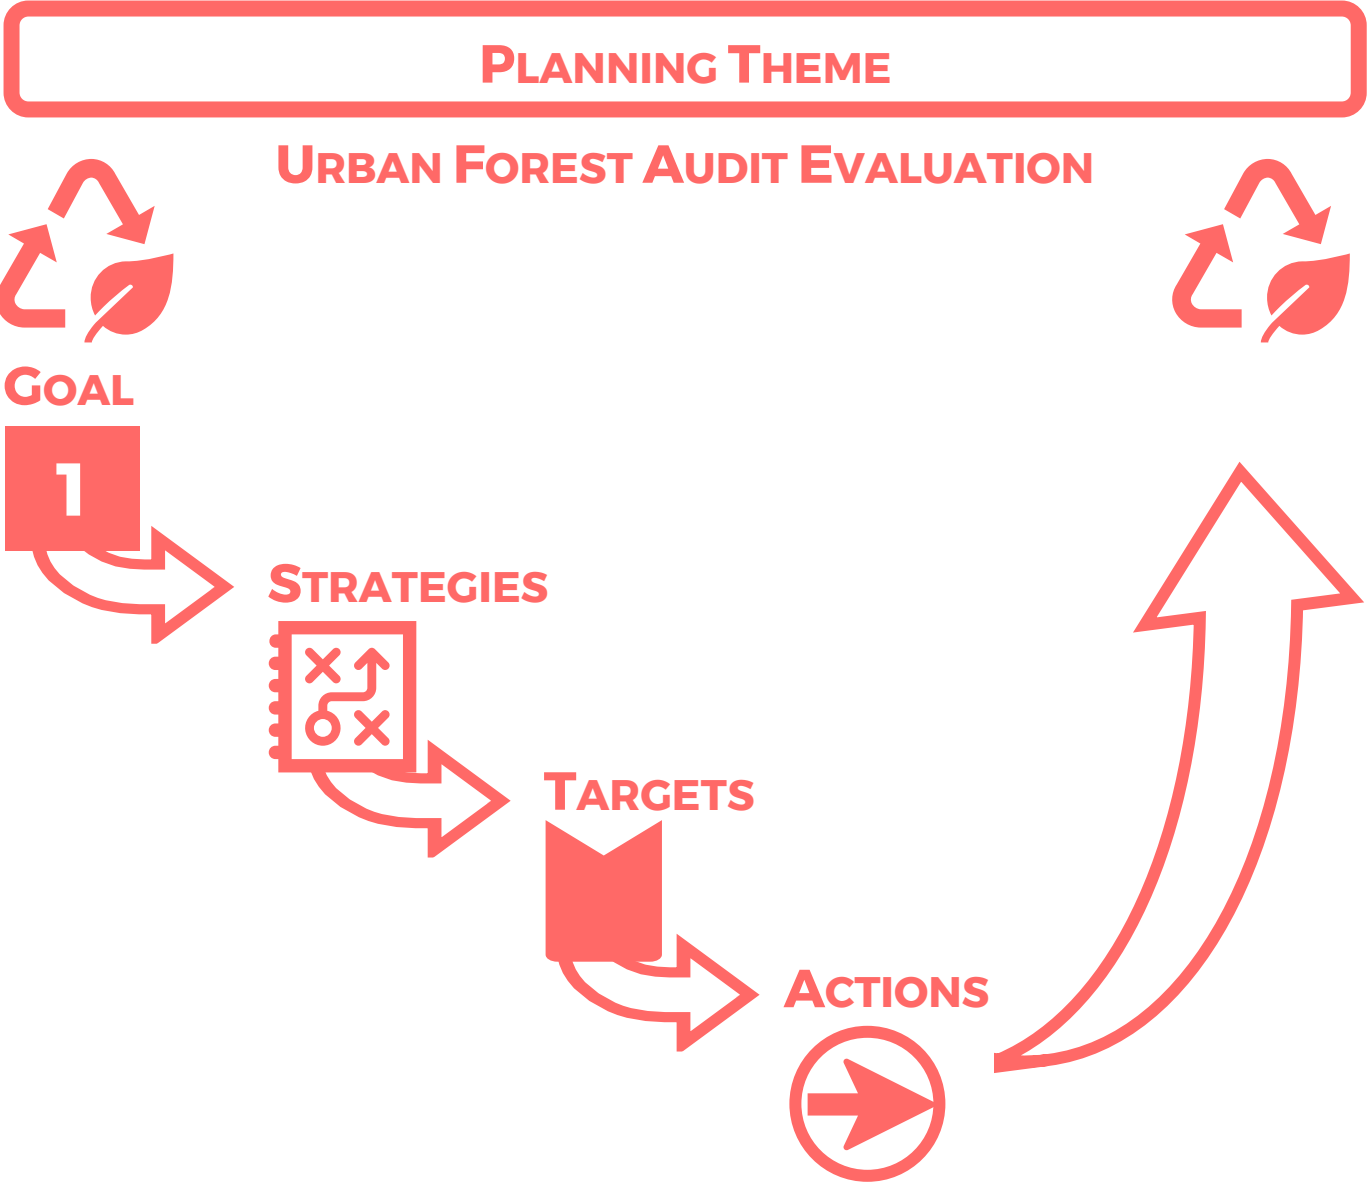 PLANNING THEME
URBAN FOREST AUDIT EVALUATION
GOAL
1
STRATEGIES
TARGETS
ACTIONS